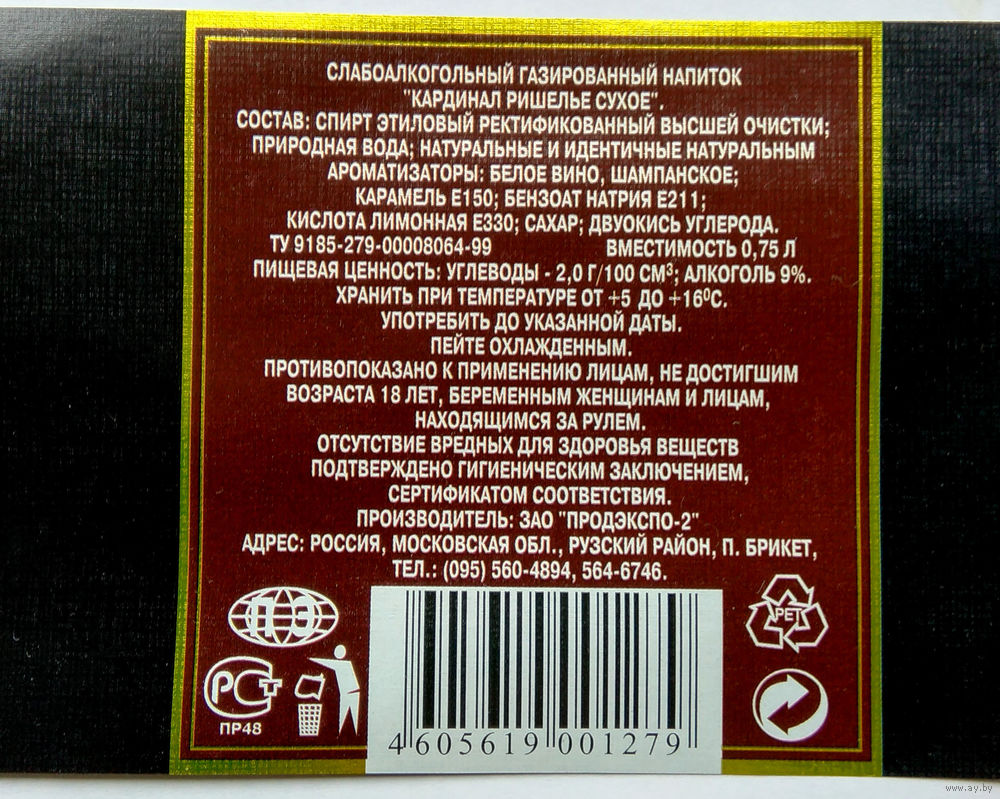 СЛАБОАЛКОГОЛЬНЫЙ ГАЗИРОВАННЫЙ НАПИТОК
"КАРДИНАЛ РИШЕЛЬЕ СУХОЕ".
СОСТАВ: СПИРТ ЭТИЛОВЫЙ РЕКТИФИКОВАННЫЙ ВЫСШЕЙ ОЧИСТКИ;
ПРИРОДНАЯ ВОДА; НАТУРАЛЬНЫЕ И ИДЕНТИЧНЫЕ НАТУРАЛЬНЫМ
АРОМАТИЗАТОРЫ: БЕЛОЕ ВИНО, ШАМПАНСКОЕ;
КАРАМЕЛЬ Е150; БЕНЗОАТ НАТРИЯ Е211;
КИСЛОТА ЛИМОННАЯ Е330; САХАР; ДВУОКИСЬ УГЛЕРОДА.
ТУ 9185-279-00008064-99 ВМЕСТИМОСТЬ 0,75 Л
ПИЩЕВАЯ ЦЕННОСТЬ: УГЛЕВОДЫ - 2,0 Г/100 СМ³; АЛКОГОЛЬ 9%.
ХРАНИТЬ ПРИ ТЕМПЕРАТУРЕ ОТ +5 ДО +16⁰С.
УПОТРЕБИТЬ ДО УКАЗАННОЙ ДАТЫ.
ПЕЙТЕ ОХЛАЖДЕННЫМ.
ПРОТИВОПОКАЗАНО К ПРИМЕНЕНИЮ ЛИЦАМ, НЕ ДОСТИГШИМ
ВОЗРАСТА 18 ЛЕТ, БЕРЕМЕННЫМ ЖЕНЩИНАМ И ЛИЦАМ,
НАХОДЯЩИМСЯ ЗА РУЛЕМ.
ОТСУТСТВИЕ ВРЕДНЫХ ДЛЯ ЗДОРОВЬЯ ВЕЩЕСТВ
ПОДТВЕРЖДЕНО ГИГИЕНИЧЕСКИМ ЗАКЛЮЧЕНИЕМ,
СЕРТИФИКАТОМ СООТВЕТСТВИЯ.
ПРОИЗВОДИТЕЛЬ: ЗАО "ПРОДЭКСПО-2"
АДРЕС: РОССИЯ, МОСКОВСКАЯ ОБЛ., РУЗСКИЙ РАЙОН, П. БРИКЕТ,
ТЕЛ.: (095) 560-4894, 564-6746.
ПЭ
PET
РСТ
ПР48
4 605619 001279
www.ay.by